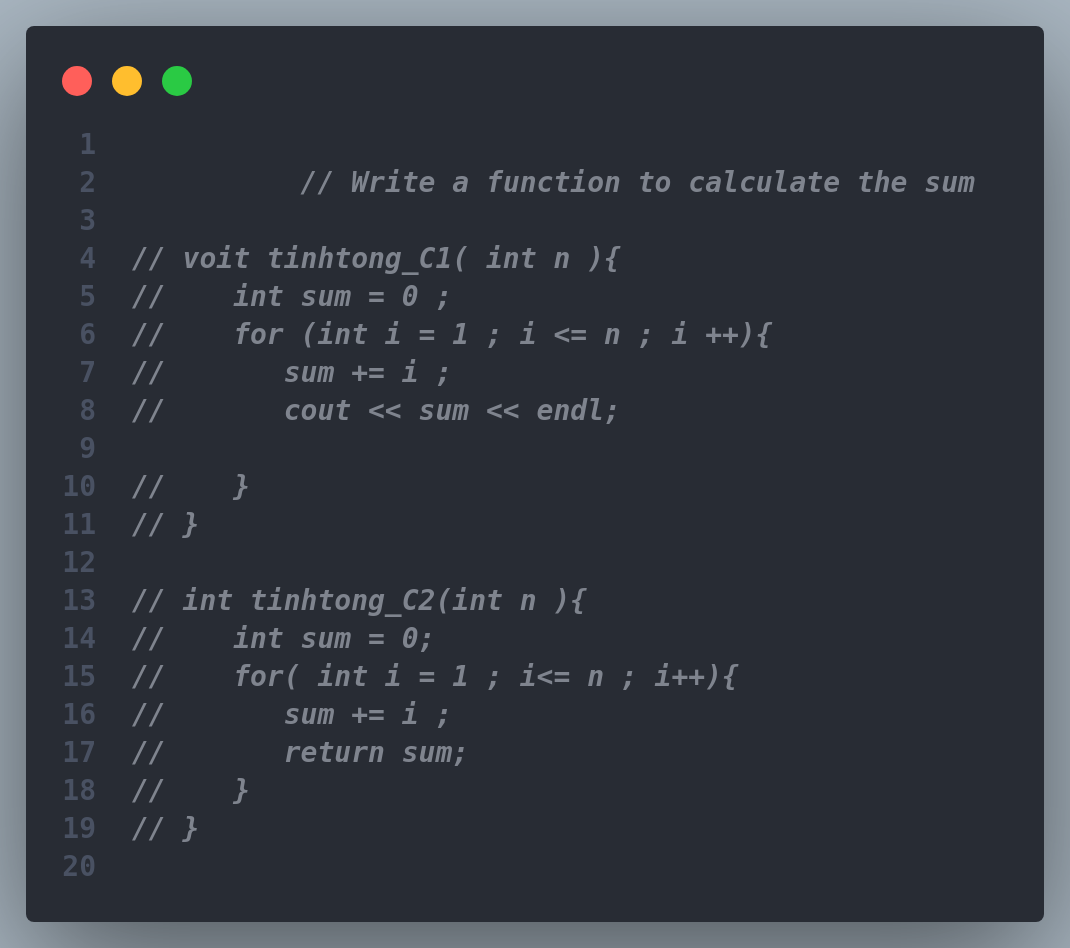 1
2 // Write a function to calculate the sum
3
4 // voit tinhtong_C1( int n ){
5 //    int sum = 0 ;
6 //    for (int i = 1 ; i <= n ; i ++){
7 //       sum += i ;
8 //       cout << sum << endl;
9
10 //    }
11 // }
12
13 // int tinhtong_C2(int n ){
14 //    int sum = 0;
15 //    for( int i = 1 ; i<= n ; i++){
16 //       sum += i ;
17 //       return sum;
18 //    }
19 // }
20